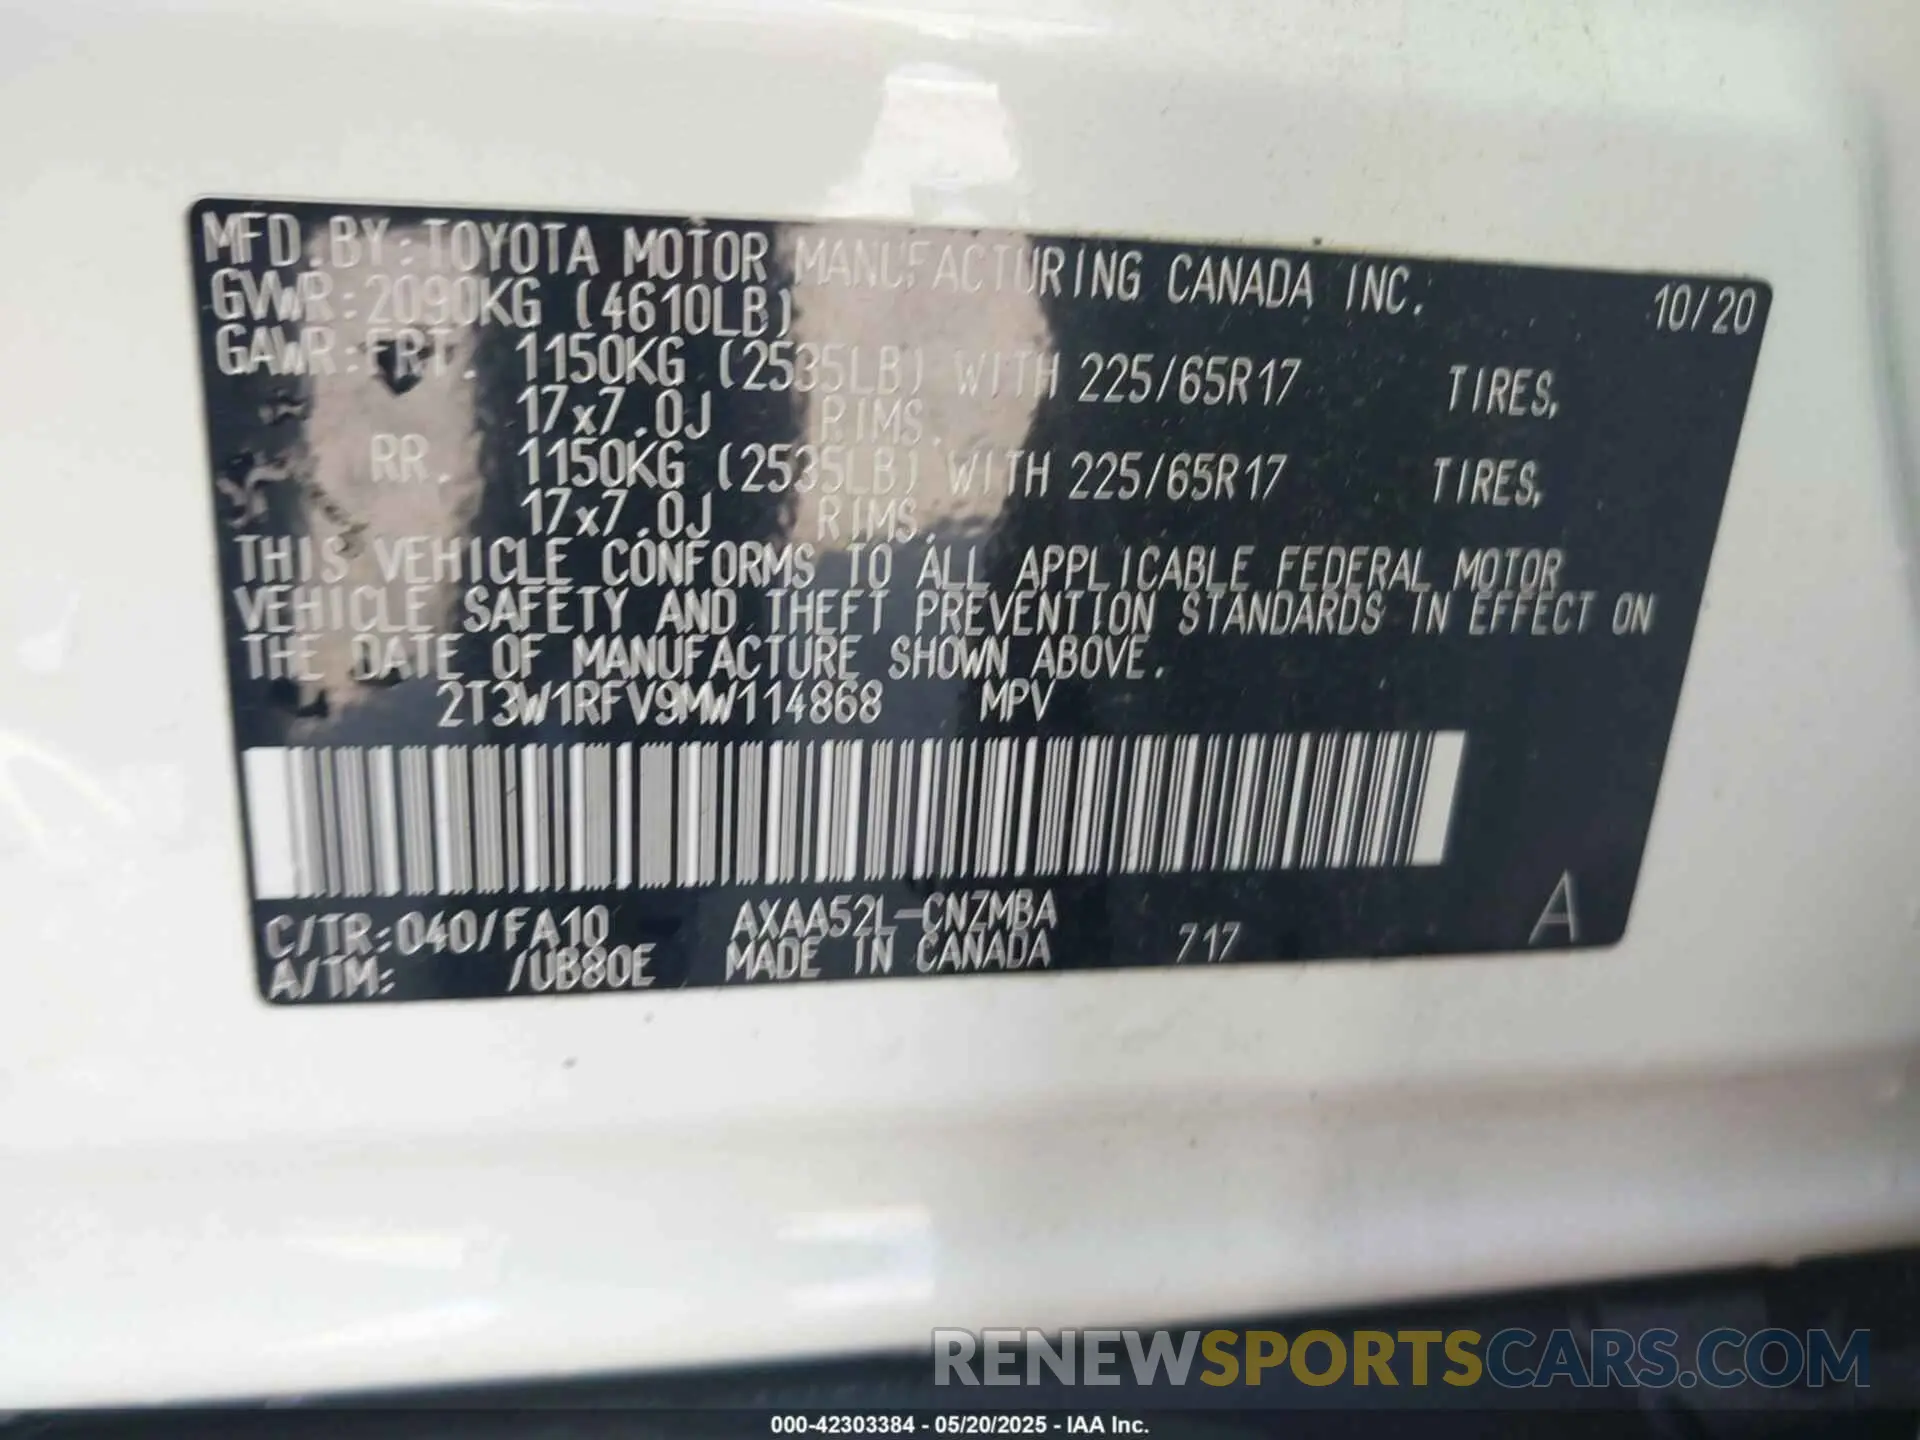 MFD.BY:TOYOTA MOTOR MANUFACTURING CANADA INC. 10/20
GVWR:2090KG (4610LB)
GAWR:FRT. 1150KG (2535LB) WITH 225/65R17 TIRES,
17x7.0J RIMS.
RR. 1150KG (2535LB) WITH 225/65R17 TIRES,
17x7.0J RIMS.
THIS VEHICLE CONFORMS TO ALL APPLICABLE FEDERAL MOTOR
VEHICLE SAFETY AND THEFT PREVENTION STANDARDS IN EFFECT ON
THE DATE OF MANUFACTURE SHOWN ABOVE.
2T3W1RFV9MW114868 MPV
C/TR:040/FA10 AXAA52L-CNZMBA 717 A
A/TM: /UB80E MADE IN CANADA
RENEWSPORTSCARS.COM
000-42303384 - 05/20/2025 - IAA Inc.